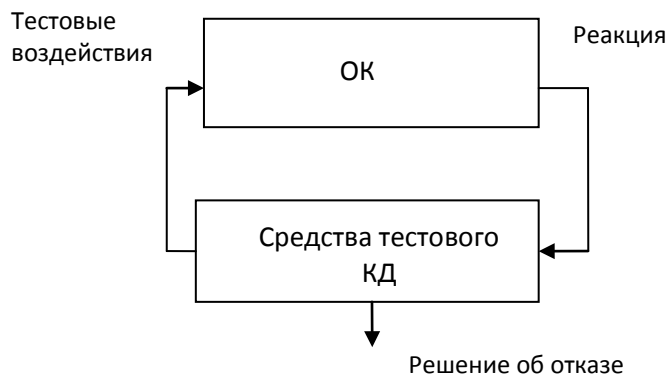 Тестовые
воздействия
Реакция
ОК
Средства тестового
КД
Решение об отказе